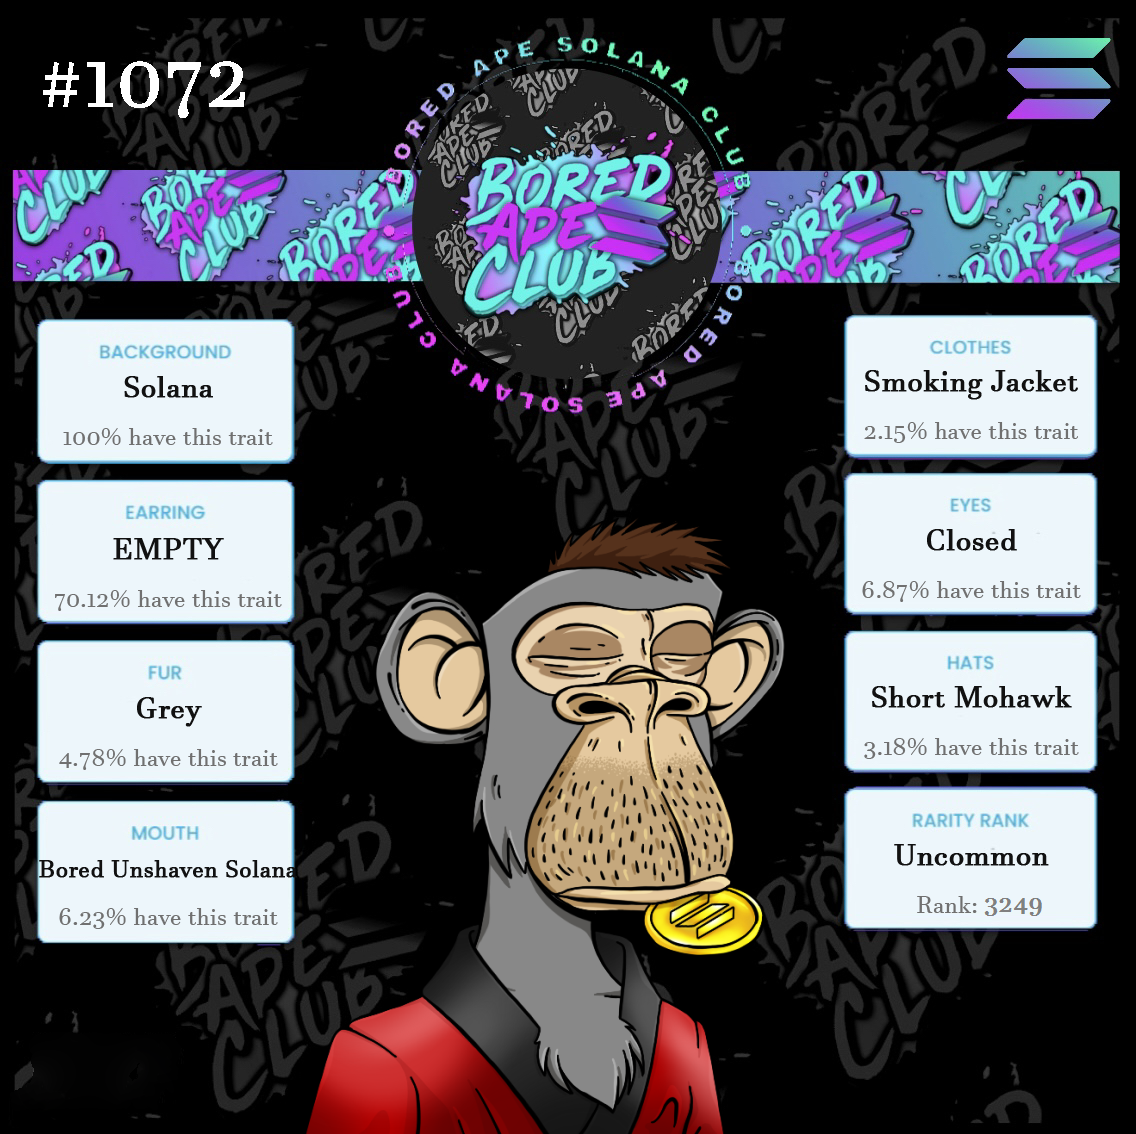 #1072
BORED APE SOLANA CLUB
BORED APE SOLANA CLUB
BORED
APE
CLUB
BACKGROUND
Solana
100% have this trait
EARRING
EMPTY
70.12% have this trait
FUR
Grey
4.78% have this trait
MOUTH
Bored Unshaven Solana
6.23% have this trait
CLOTHES
Smoking Jacket
2.15% have this trait
EYES
Closed
6.87% have this trait
HATS
Short Mohawk
3.18% have this trait
RARITY RANK
Uncommon
Rank: 3249